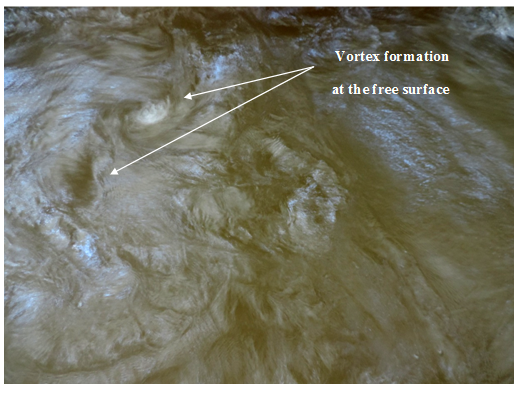 Vortex formation
at the free surface